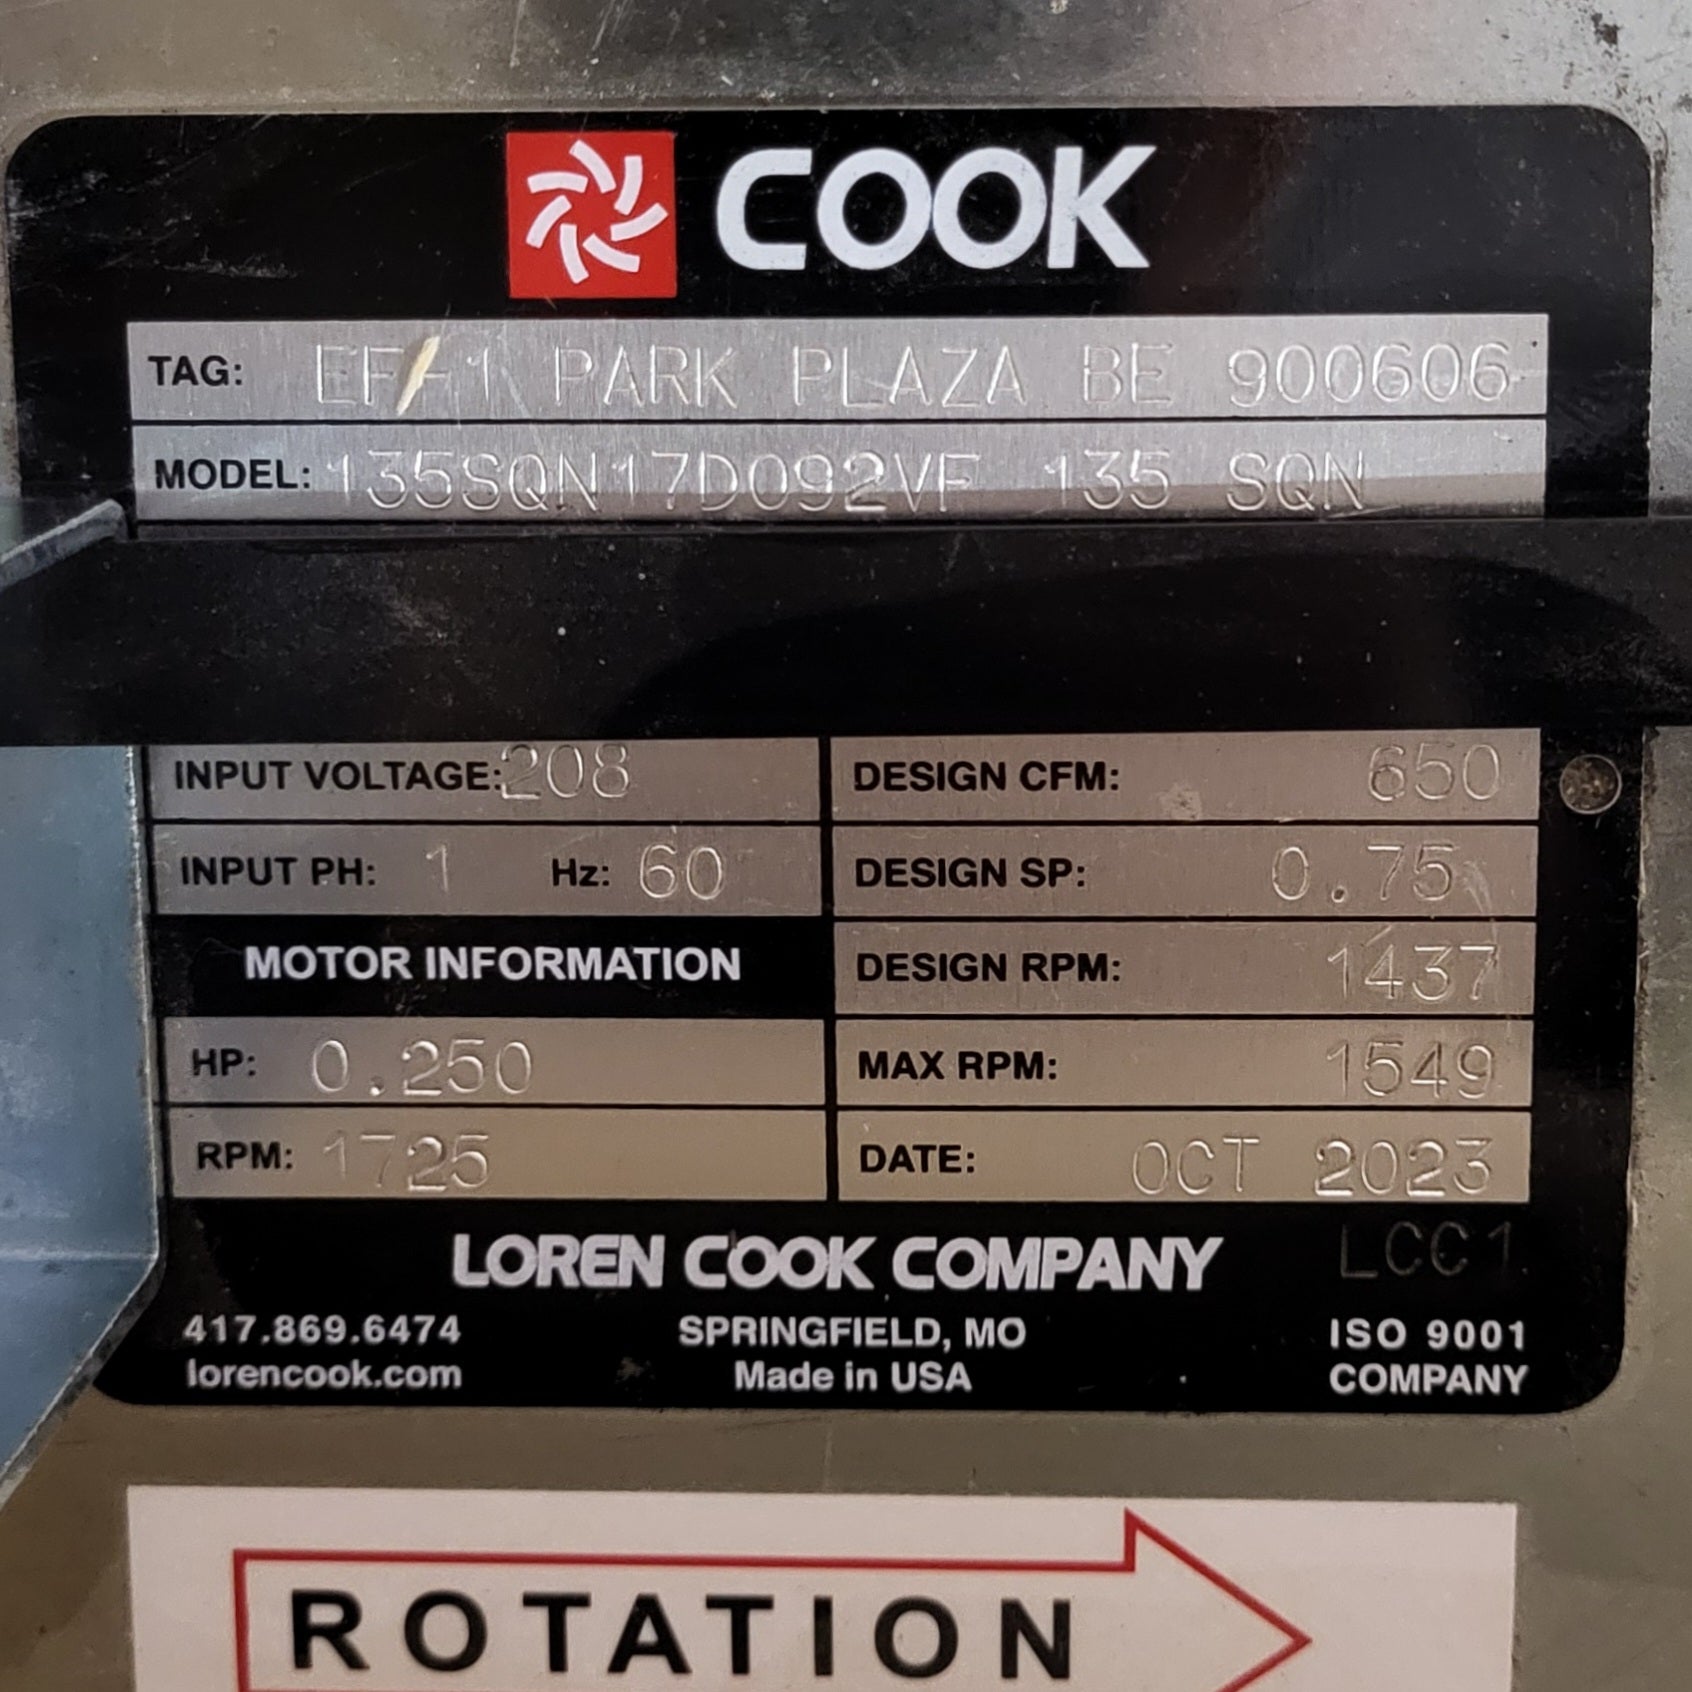 COOK
TAG: EF-1 PARK PLAZA BE 900606
MODEL: 135SQN17D092VF 135 SQN
INPUT VOLTAGE: 208
INPUT PH: 1 Hz: 60
MOTOR INFORMATION
HP: 0.250
RPM: 1725
DESIGN CFM: 650
DESIGN SP: 0.75
DESIGN RPM: 1437
MAX RPM: 1549
DATE: OCT 2023
LOREN COOK COMPANY
LCC1
417.869.6474
lorencook.com
SPRINGFIELD, MO
Made in USA
ISO 9001
COMPANY
ROTATION